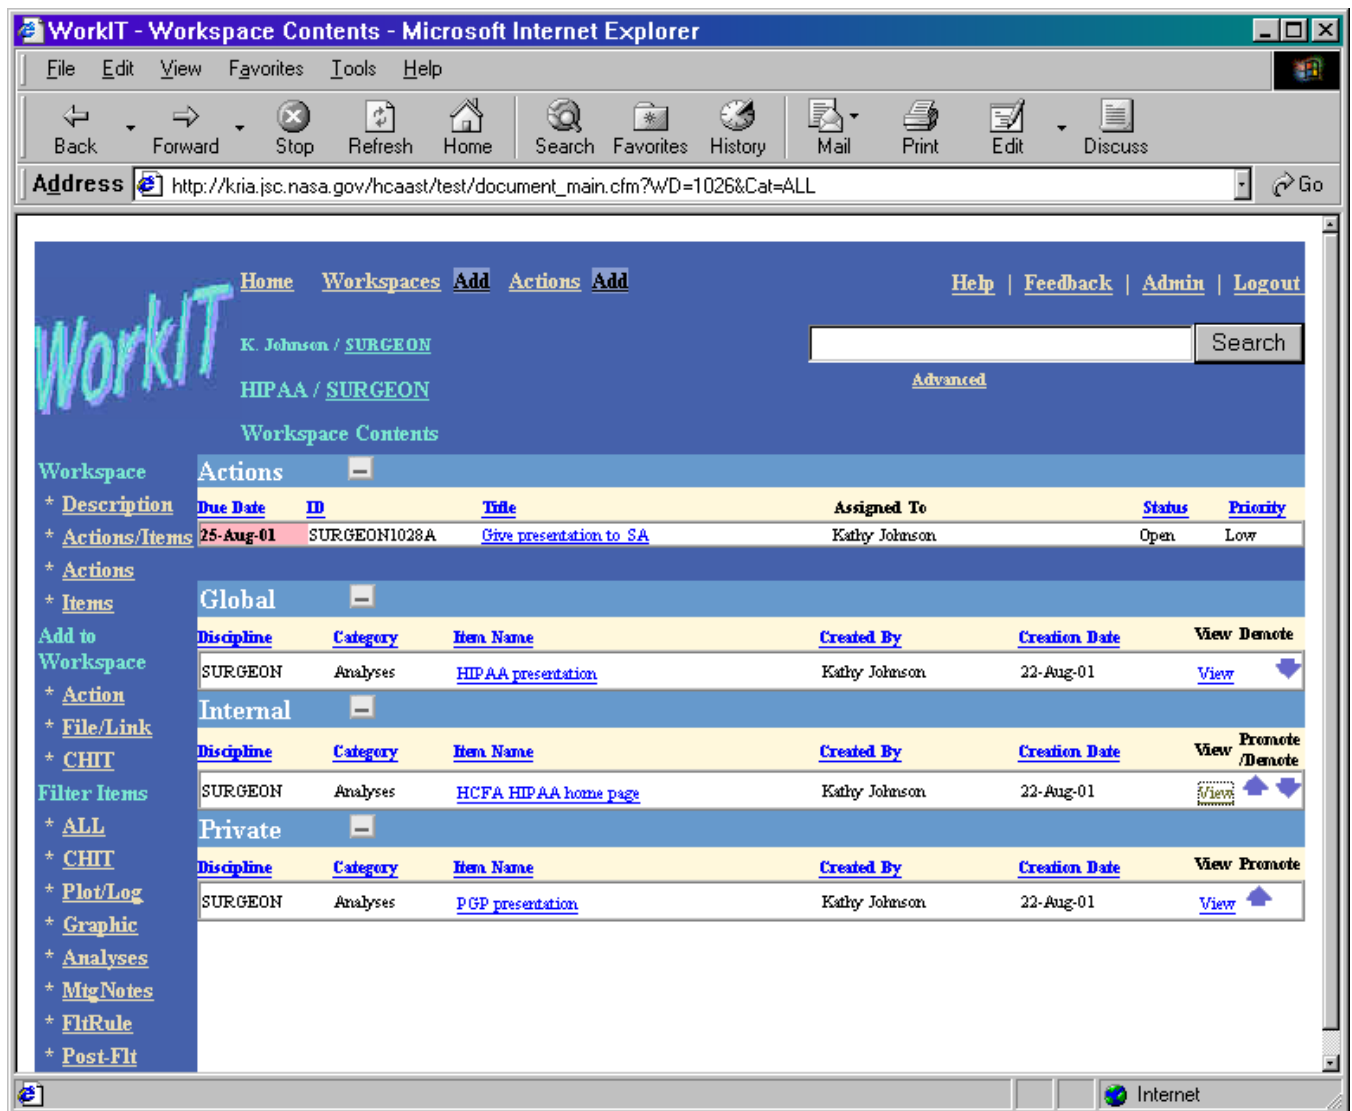 WorkIT - Workspace Contents - Microsoft Internet Explorer
File Edit View Favorites Tools Help
Back Forward Stop Refresh Home Search Favorites History Mail Print Edit Discuss
Address http://kria.jsc.nasa.gov/hcaast/test/document_main.cfm?WD=1026&Cat=ALL Go
WorkIT
Home Workspaces Add Actions Add Help | Feedback | Admin | Logout
K. Johnson / SURGEON Search
Advanced
HIPAA / SURGEON
Workspace Contents
Workspace
* Description
* Actions/Items
* Actions
* Items
Add to
Workspace
* Action
* File/Link
* CHIT
Filter Items
* ALL
* CHIT
* Plot/Log
* Graphic
* Analyses
* MtgNotes
* FltRule
* Post-Flt
Actions
Due Date ID Title Assigned To Status Priority
25-Aug-01 SURGEON1028A Give presentation to SA Kathy Johnson Open Low
Global
Discipline Category Item Name Created By Creation Date View Demote
SURGEON Analyses HIPAA presentation Kathy Johnson 22-Aug-01 View
Internal
Discipline Category Item Name Created By Creation Date View Promote
/Demote
SURGEON Analyses HCFA HIPAA home page Kathy Johnson 22-Aug-01 View
Private
Discipline Category Item Name Created By Creation Date View Promote
SURGEON Analyses PGP presentation Kathy Johnson 22-Aug-01 View
Internet